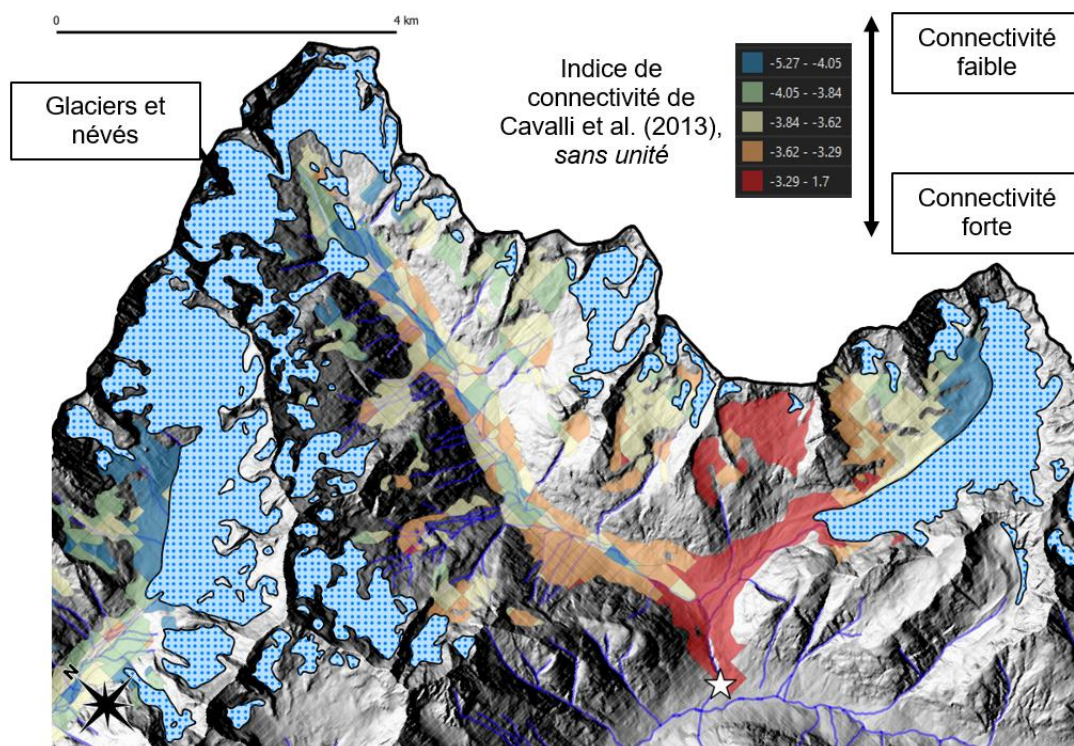 0
4 km
Glaciers et
névés
Indice de
connectivité de
Cavalli et al. (2013),
sans unité
-5.27 - -4.05
-4.05 - -3.84
-3.84 - -3.62
-3.62 - -3.29
-3.29 - 1.7
Connectivité
faible
Connectivité
forte
N